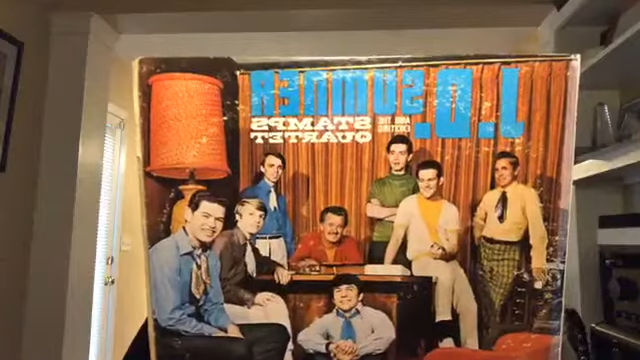 J.D. SUMNER
AND THE STAMPS
EXCITING QUARTET